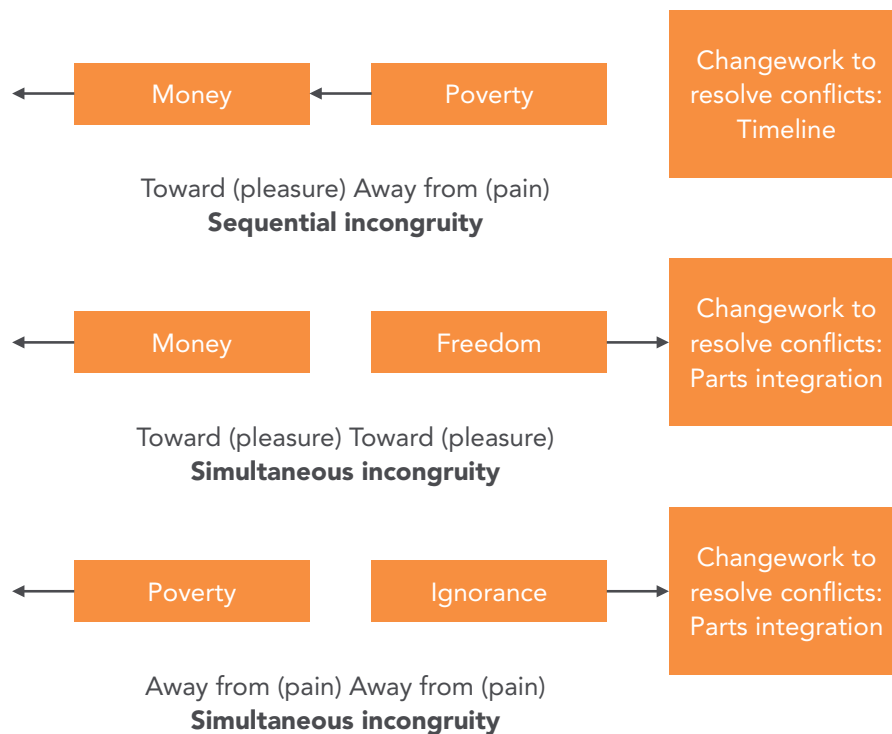 Money
Poverty
Changework to
resolve conflicts:
Timeline
Toward (pleasure) Away from (pain)
Sequential incongruity
Money
Freedom
Changework to
resolve conflicts:
Parts integration
Toward (pleasure) Toward (pleasure)
Simultaneous incongruity
Poverty
Ignorance
Changework to
resolve conflicts:
Parts integration
Away from (pain) Away from (pain)
Simultaneous incongruity